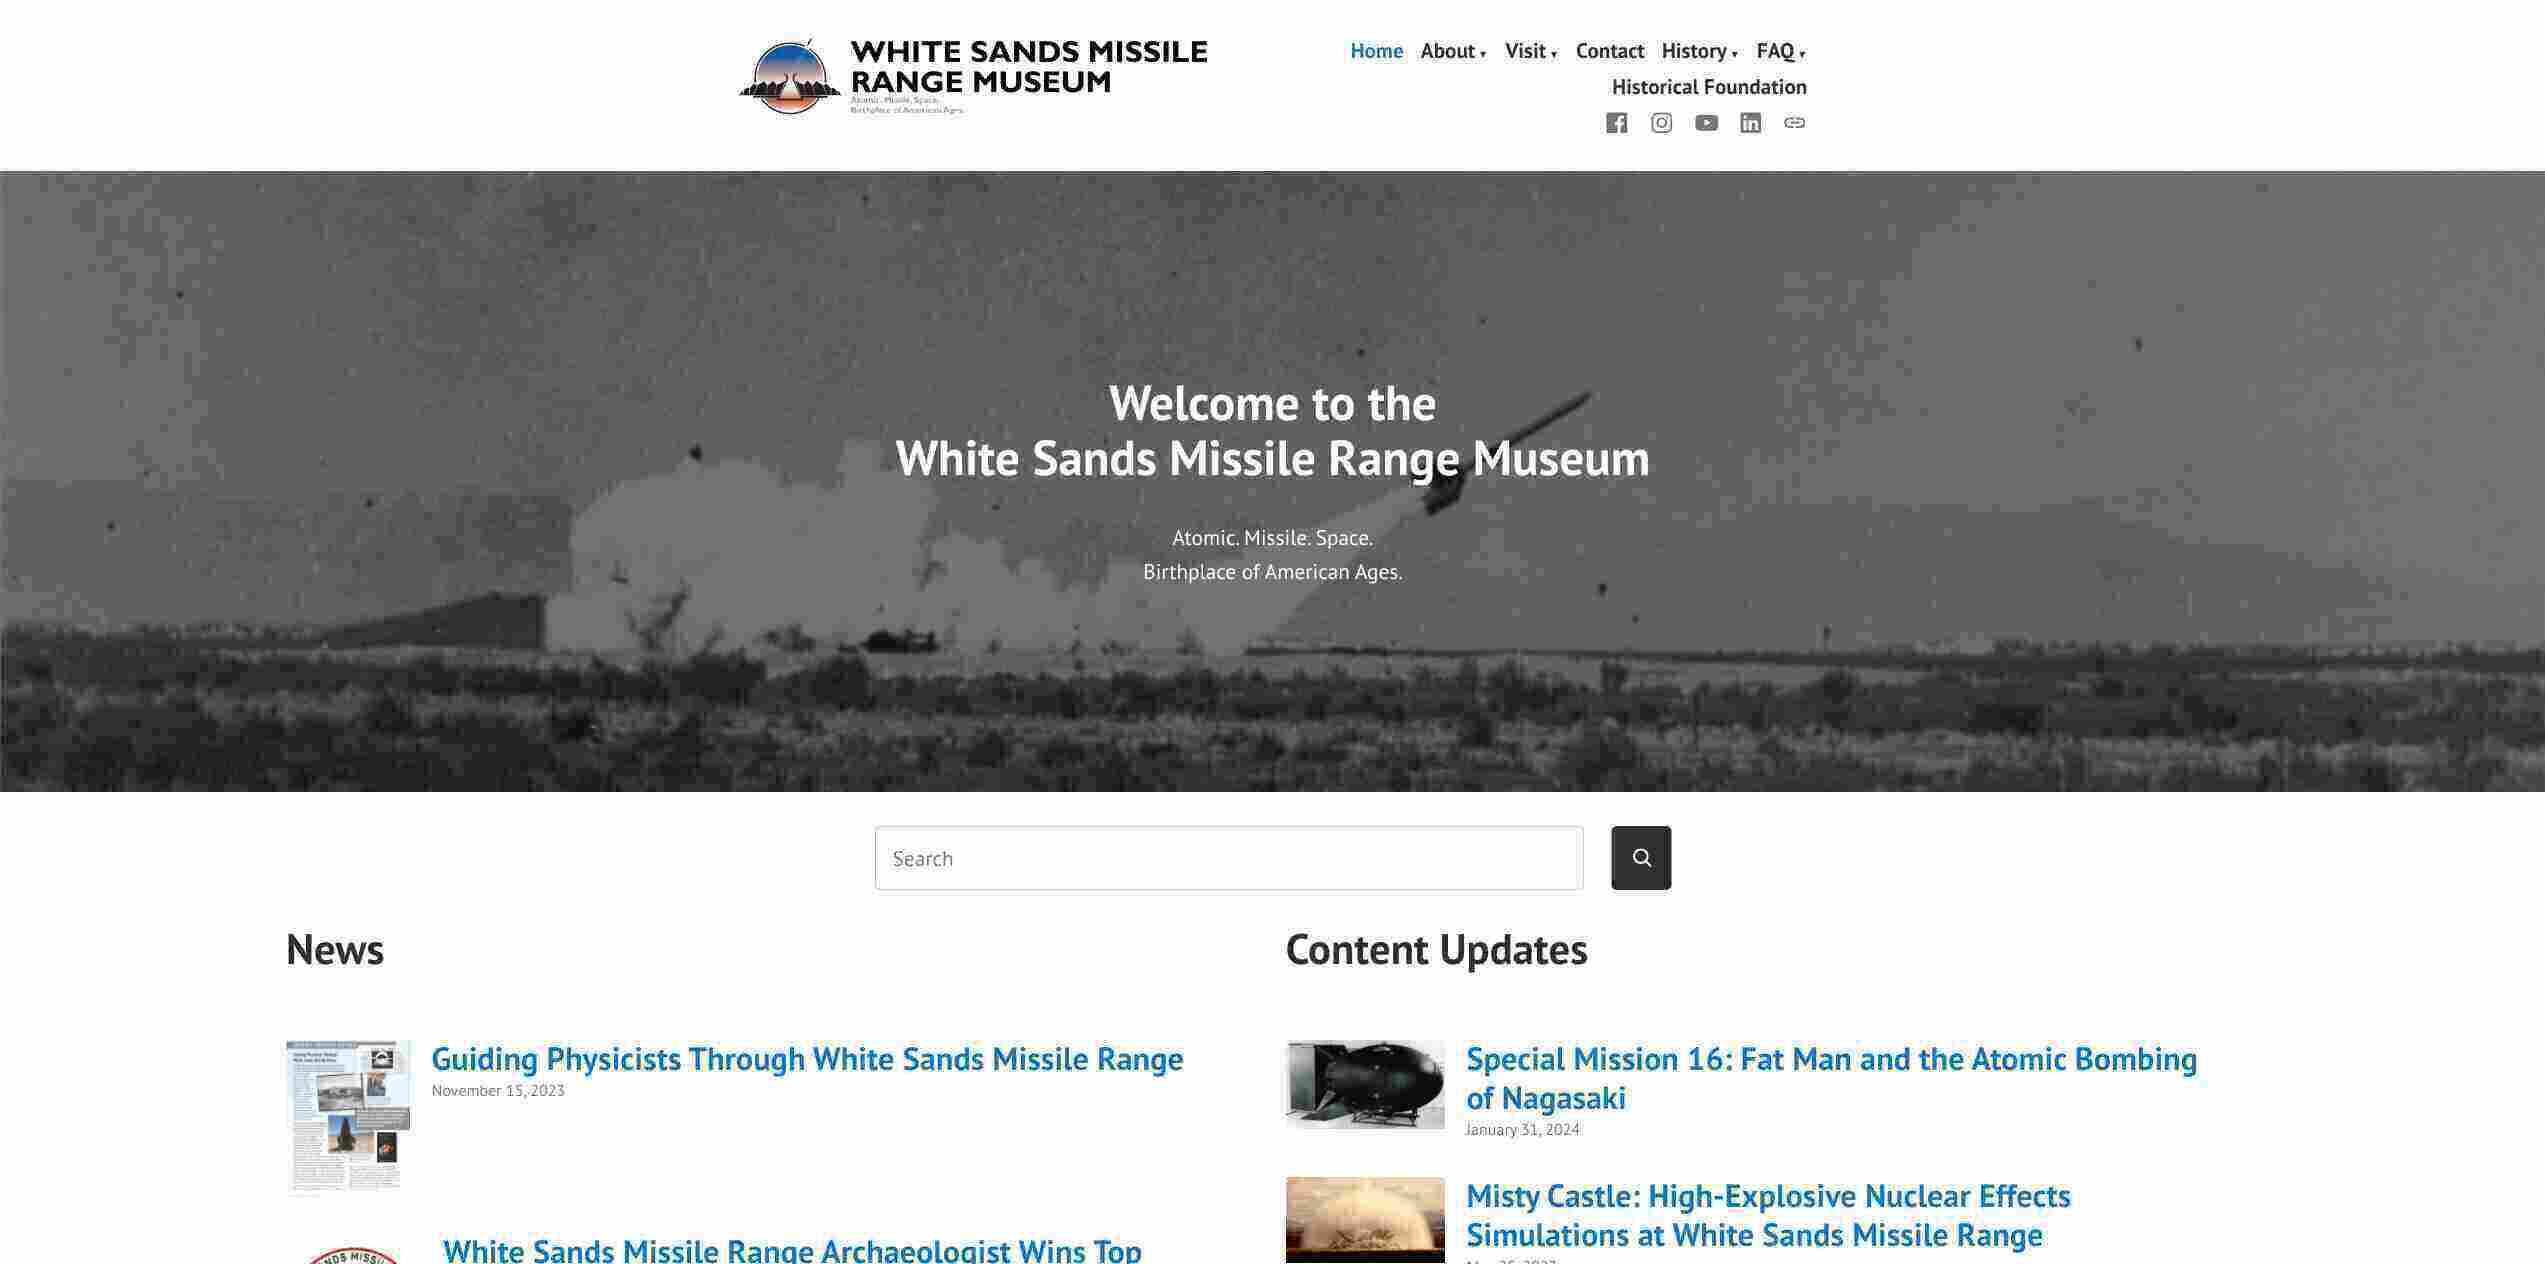 WHITE SANDS MISSILE
RANGE MUSEUM
Atomic. Missile. Space.
Birthplace of American Ages.
Home About Visit Contact History FAQ
Historical Foundation
Welcome to the
White Sands Missile Range Museum
Atomic. Missile. Space.
Birthplace of American Ages.
Search
News
Guiding Physicists Through White Sands Missile Range
November 15, 2023
White Sands Missile Range Archaeologist Wins Top
Content Updates
Special Mission 16: Fat Man and the Atomic Bombing
of Nagasaki
January 31, 2024
Misty Castle: High-Explosive Nuclear Effects
Simulations at White Sands Missile Range